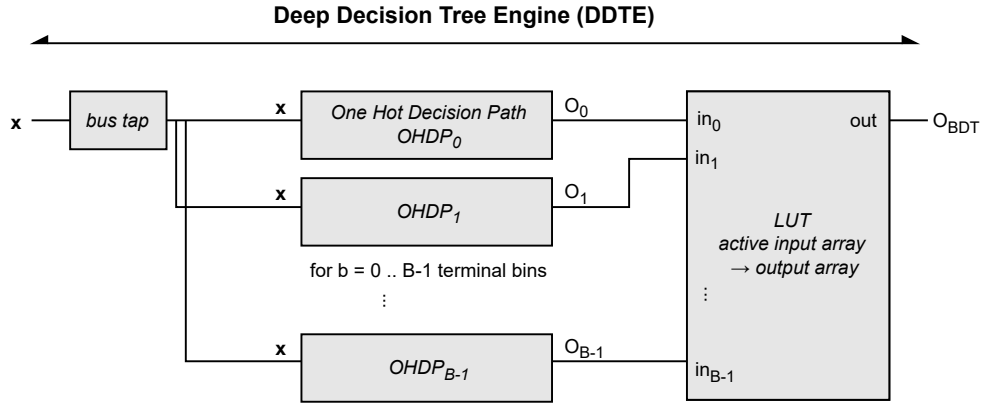 Deep Decision Tree Engine (DDTE)
x
bus tap
x
One Hot Decision Path
OHDP0
O0
in0
out
OBDT
in1
x
OHDP1
O1
LUT
active input array
→ output array
for b = 0 .. B-1 terminal bins
⋮
⋮
x
OHDPB-1
OB-1
inB-1